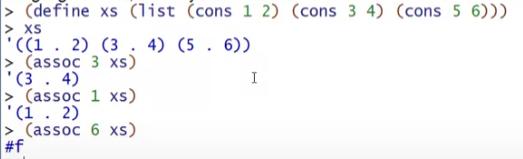 > (define xs (list (cons 1 2) (cons 3 4) (cons 5 6)))
> xs
'((1 . 2) (3 . 4) (5 . 6))
> (assoc 3 xs)
'(3 . 4)
> (assoc 1 xs)
'(1 . 2)
> (assoc 6 xs)
#f